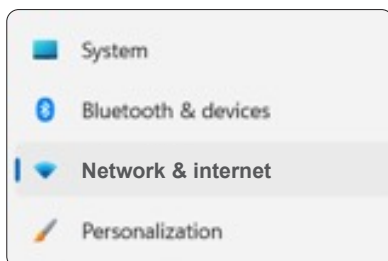 System
Bluetooth & devices
Network & internet
Personalization